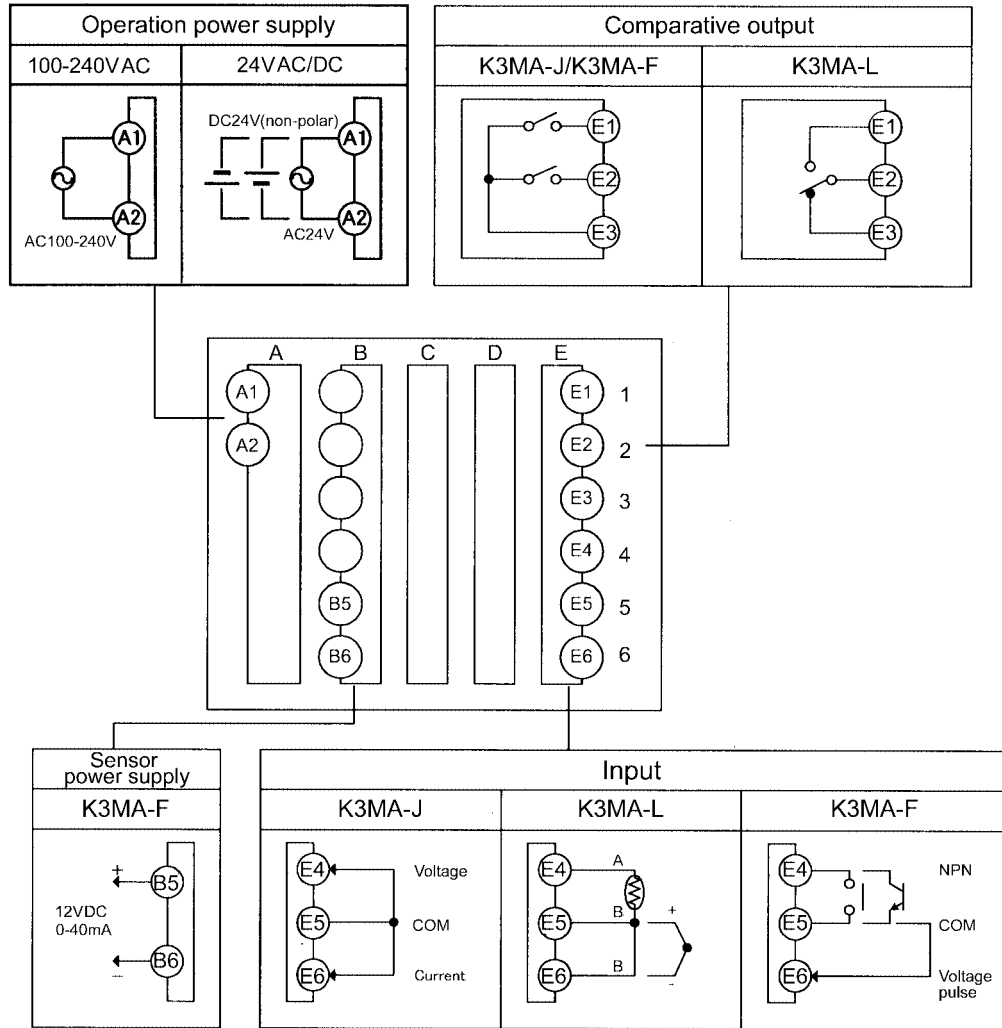 Operation power supply
100-240VAC
24VAC/DC
A1
A2
AC100-240V
DC24V(non-polar)
A1
A2
AC24V
Comparative output
K3MA-J/K3MA-F
K3MA-L
E1
E2
E3
E1
E2
E3
A B C D E
A1 E1 1
A2 E2 2
E3 3
E4 4
B5 E5 5
B6 E6 6
Sensor
power supply
K3MA-F
+
B5
12VDC
0-40mA
B6
−
Input
K3MA-J
E4 Voltage
E5 COM
E6 Current
K3MA-L
E4 A
E5 B +
E6 B -
K3MA-F
E4 NPN
E5 COM
E6 Voltage
pulse